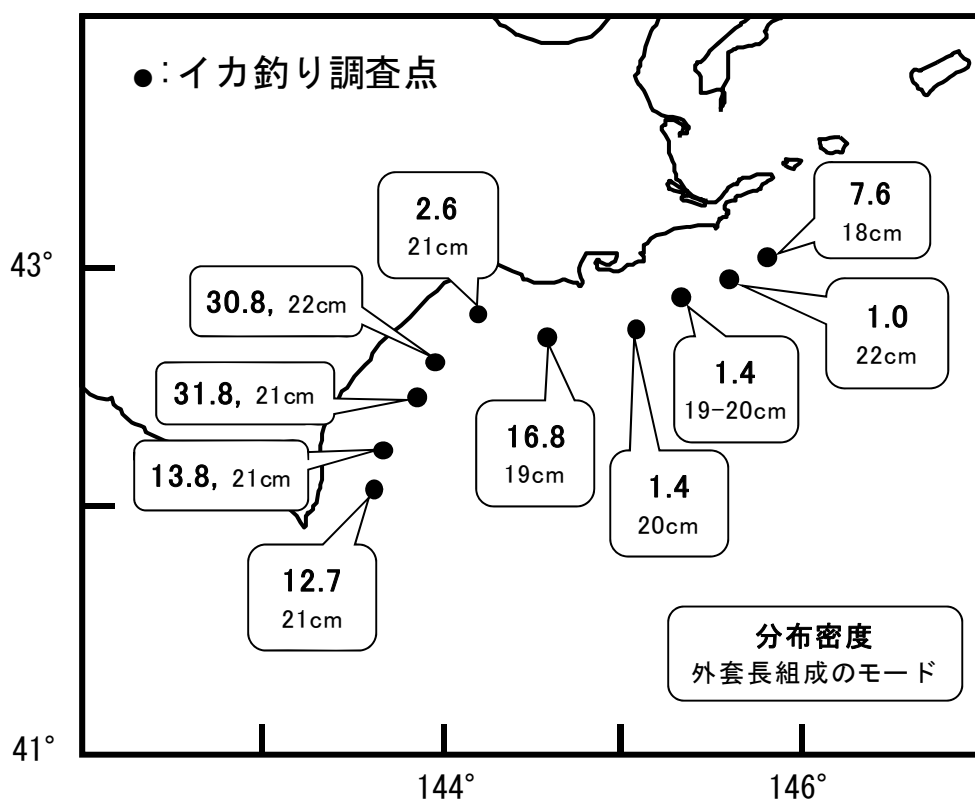 ●:イカ釣り調査点
7.6
18cm
2.6
21cm
43°
30.8, 22cm
1.0
22cm
31.8, 21cm
1.4
19-20cm
16.8
19cm
13.8, 21cm
1.4
20cm
12.7
21cm
分布密度
外套長組成のモード
41°
144°
146°